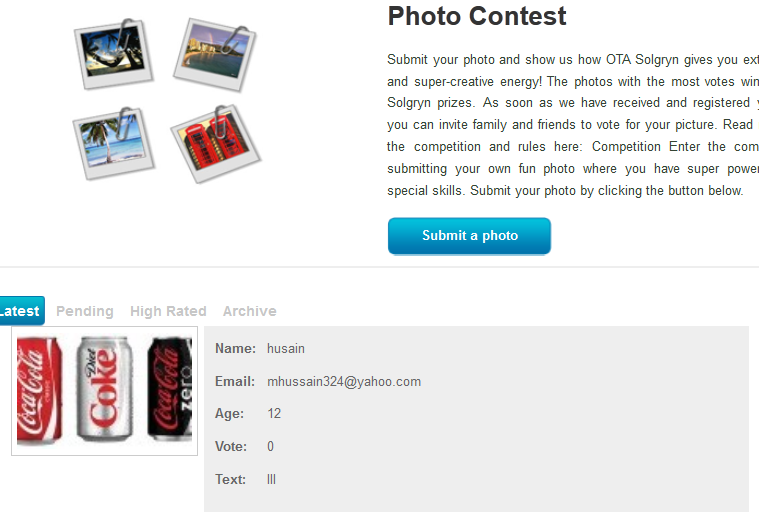 Photo Contest
Submit your photo and show us how OTA Solgryn gives you
and super-creative energy! The photos with the most votes
Solgryn prizes. As soon as we have received and registered
you can invite family and friends to vote for your picture. Read
the competition and rules here: Competition Enter the
submitting your own fun photo where you have super
special skills. Submit your photo by clicking the button below.
Submit a photo
Latest Pending High Rated Archive
Coca-Cola
Diet
Coke
Coca-Cola
zero
Name: husain
Email: mhussain324@yahoo.com
Age: 12
Vote: 0
Text: lll